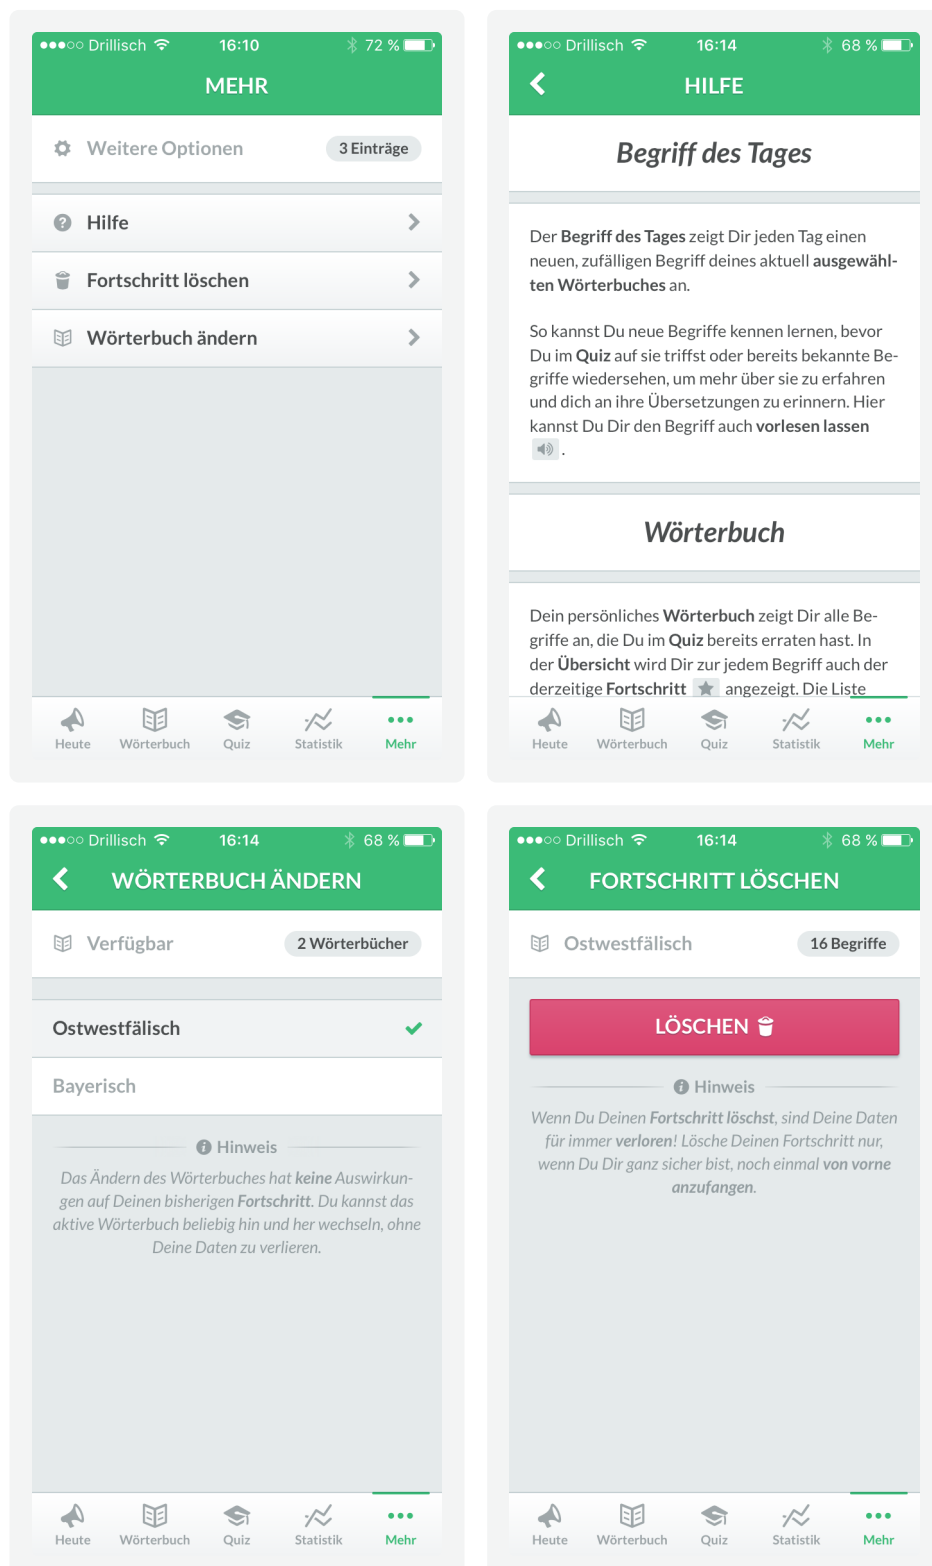 Drillisch 16:10 72 %
MEHR
Weitere Optionen 3 Einträge
Hilfe
Fortschritt löschen
Wörterbuch ändern
Heute Wörterbuch Quiz Statistik Mehr
Drillisch 16:14 68 %
HILFE
Begriff des Tages
Der Begriff des Tages zeigt Dir jeden Tag einen
neuen, zufälligen Begriff deines aktuell ausgewähl-
ten Wörterbuches an.
So kannst Du neue Begriffe kennen lernen, bevor
Du im Quiz auf sie triffst oder bereits bekannte Be-
griffe wiedersehen, um mehr über sie zu erfahren
und dich an ihre Übersetzungen zu erinnern. Hier
kannst Du Dir den Begriff auch vorlesen lassen
.
Wörterbuch
Dein persönliches Wörterbuch zeigt Dir alle Be-
griffe an, die Du im Quiz bereits erraten hast. In
der Übersicht wird Dir zur jedem Begriff auch der
derzeitige Fortschritt angezeigt. Die Liste
Heute Wörterbuch Quiz Statistik Mehr
Drillisch 16:14 68 %
WÖRTERBUCH ÄNDERN
Verfügbar 2 Wörterbücher
Ostwestfälisch
Bayerisch
Hinweis
Das Ändern des Wörterbuches hat keine Auswirkun-
gen auf Deinen bisherigen Fortschritt. Du kannst das
aktive Wörterbuch beliebig hin und her wechseln, ohne
Deine Daten zu verlieren.
Heute Wörterbuch Quiz Statistik Mehr
Drillisch 16:14 68 %
FORTSCHRITT LÖSCHEN
Ostwestfälisch 16 Begriffe
LÖSCHEN
Hinweis
Wenn Du Deinen Fortschritt löschst, sind Deine Daten
für immer verloren! Lösche Deinen Fortschritt nur,
wenn Du Dir ganz sicher bist, noch einmal von vorne
anzufangen.
Heute Wörterbuch Quiz Statistik Mehr